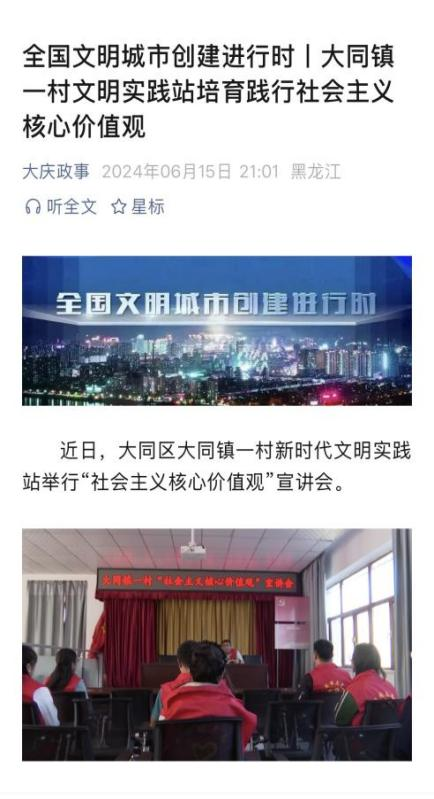 全国文明城市创建进行时丨大同镇
一村文明实践站培育践行社会主义
核心价值观
大庆政事 2024年06月15日 21:01 黑龙江
听全文 星标
全国文明城市创建进行时
近日，大同区大同镇一村新时代文明实践
站举行“社会主义核心价值观”宣讲会。
大同镇一村“社会主义核心价值观”宣讲会